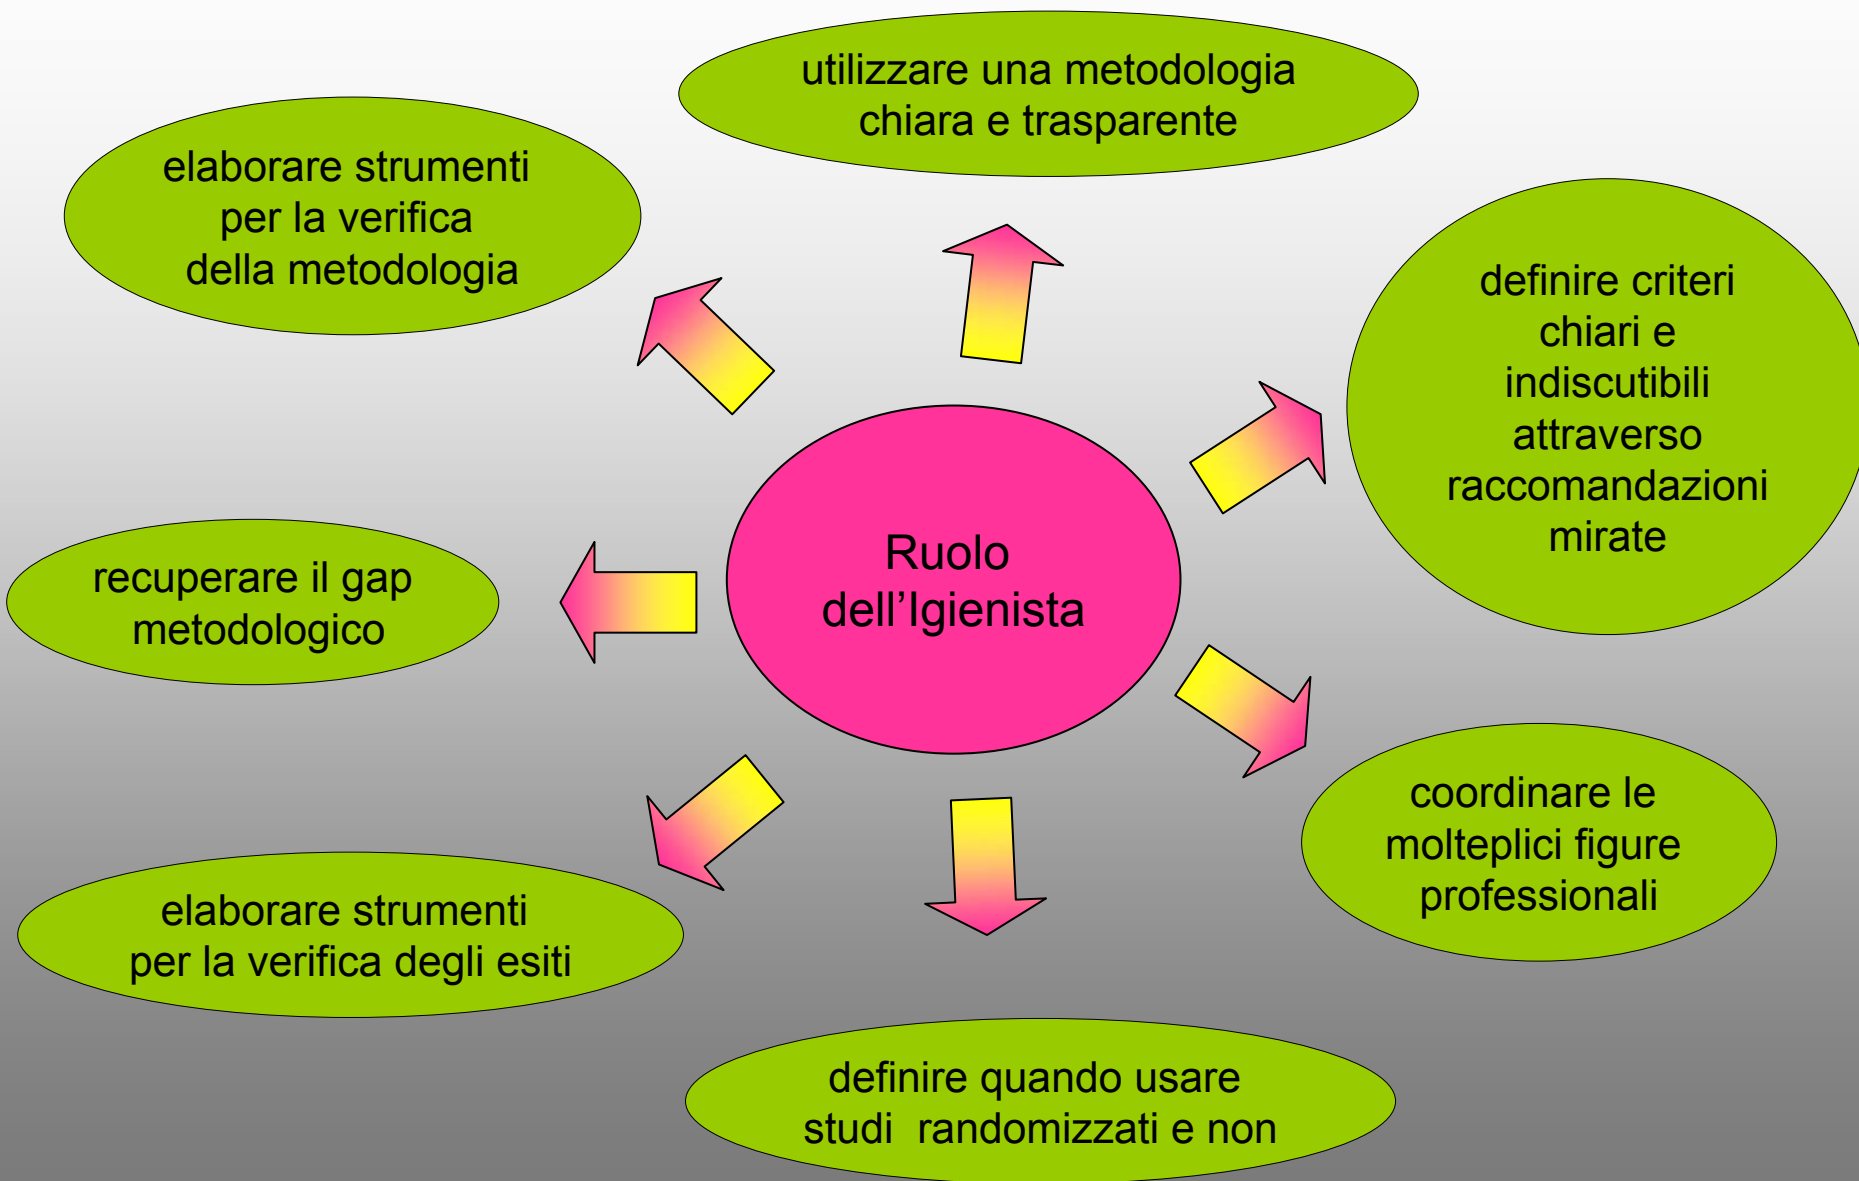 utilizzare una metodologia
chiara e trasparente
elaborare strumenti
per la verifica
della metodologia
definire criteri
chiari e
indiscutibili
attraverso
raccomandazioni
mirate
Ruolo
dell’Igienista
recuperare il gap
metodologico
coordinare le
molteplici figure
professionali
elaborare strumenti
per la verifica degli esiti
definire quando usare
studi  randomizzati e non